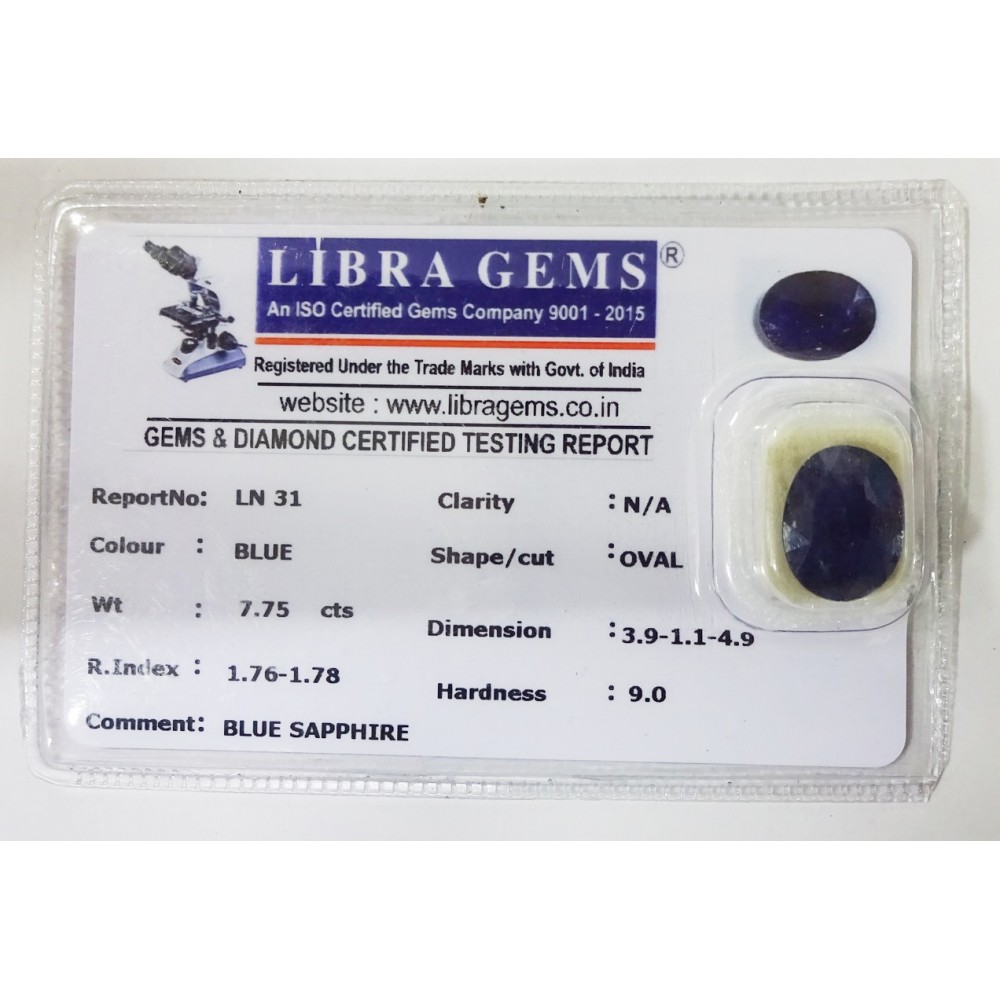 LIBRA GEMS ®
An ISO Certified Gems Company 9001 - 2015
Registered Under the Trade Marks with Govt. of India
website : www.libragems.co.in
GEMS & DIAMOND CERTIFIED TESTING REPORT
ReportNo: LN 31 Clarity : N/A
Colour : BLUE Shape/cut : OVAL
Wt : 7.75 cts Dimension : 3.9-1.1-4.9
R.Index : 1.76-1.78 Hardness : 9.0
Comment: BLUE SAPPHIRE